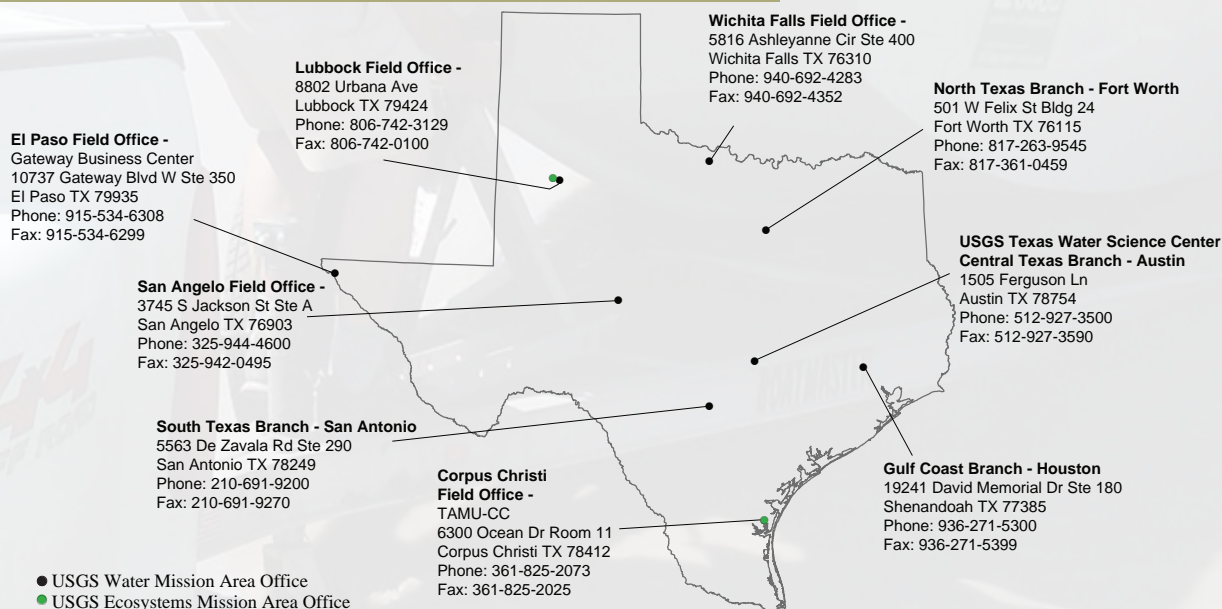 Wichita Falls Field Office -
5816 Ashleyanne Cir Ste 400
Wichita Falls TX 76310
Phone: 940-692-4283
Fax: 940-692-4352
Lubbock Field Office -
8802 Urbana Ave
Lubbock TX 79424
Phone: 806-742-3129
Fax: 806-742-0100
North Texas Branch - Fort Worth
501 W Felix St Bldg 24
Fort Worth TX 76115
Phone: 817-263-9545
Fax: 817-361-0459
El Paso Field Office -
Gateway Business Center
10737 Gateway Blvd W Ste 350
El Paso TX 79935
Phone: 915-534-6308
Fax: 915-534-6299
USGS Texas Water Science Center
Central Texas Branch - Austin
1505 Ferguson Ln
Austin TX 78754
Phone: 512-927-3500
Fax: 512-927-3590
San Angelo Field Office -
3745 S Jackson St Ste A
San Angelo TX 76903
Phone: 325-944-4600
Fax: 325-942-0495
South Texas Branch - San Antonio
5563 De Zavala Rd Ste 290
San Antonio TX 78249
Phone: 210-691-9200
Fax: 210-691-9270
Corpus Christi
Field Office -
TAMU-CC
6300 Ocean Dr Room 11
Corpus Christi TX 78412
Phone: 361-825-2073
Fax: 361-825-2025
Gulf Coast Branch - Houston
19241 David Memorial Dr Ste 180
Shenandoah TX 77385
Phone: 936-271-5300
Fax: 936-271-5399
USGS Water Mission Area Office
USGS Ecosystems Mission Area Office